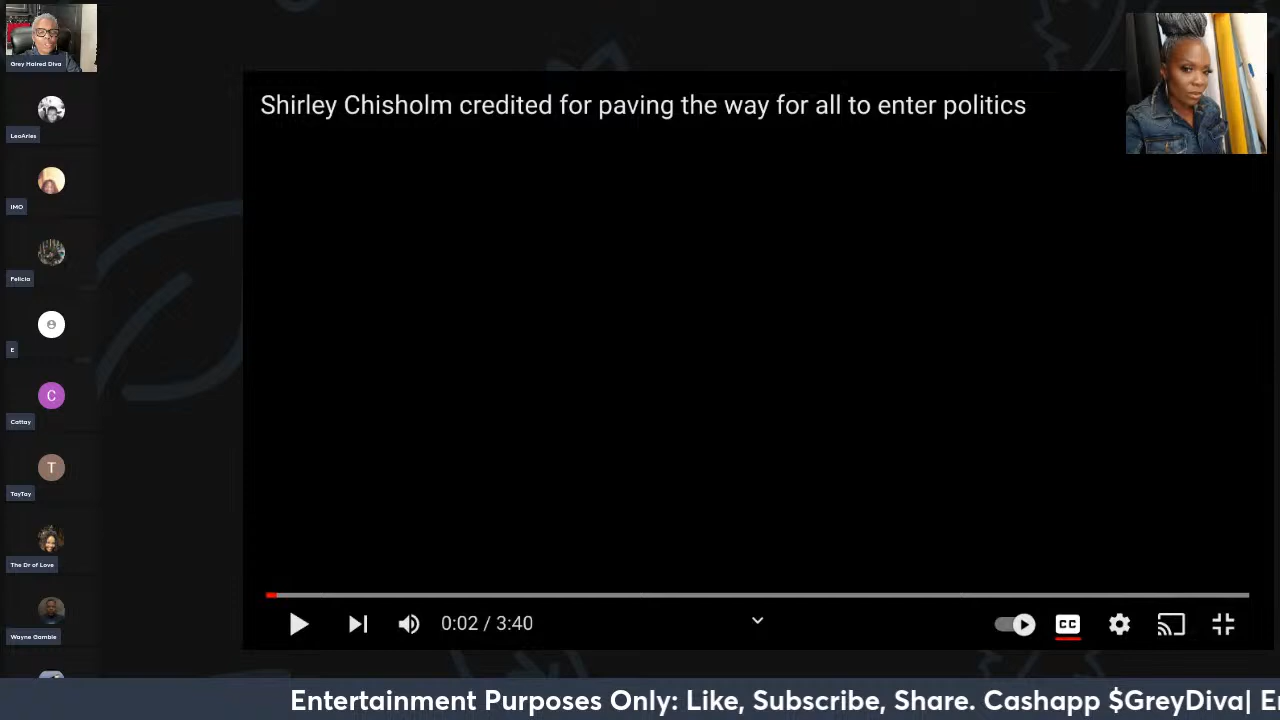 Grey Haired Diva
LeoAries
IMO
Felicia
E
C
Cattay
T
TayTay
The Dr of Love
Wayne Gamble
Shirley Chisholm credited for paving the way for all to enter politics
0:02 / 3:40
CC
Entertainment Purposes Only: Like, Subscribe, Share. Cashapp $GreyDiva| E